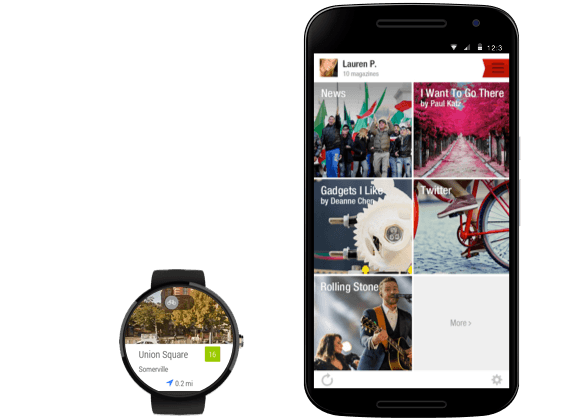 12:3
Lauren P.
10 magazines
News
I Want To Go There
by Paul Katz
Gadgets I Like
by Deanne Chen
Twitter
Rolling Stone
More >
Union Square
Somerville
0.2 mi